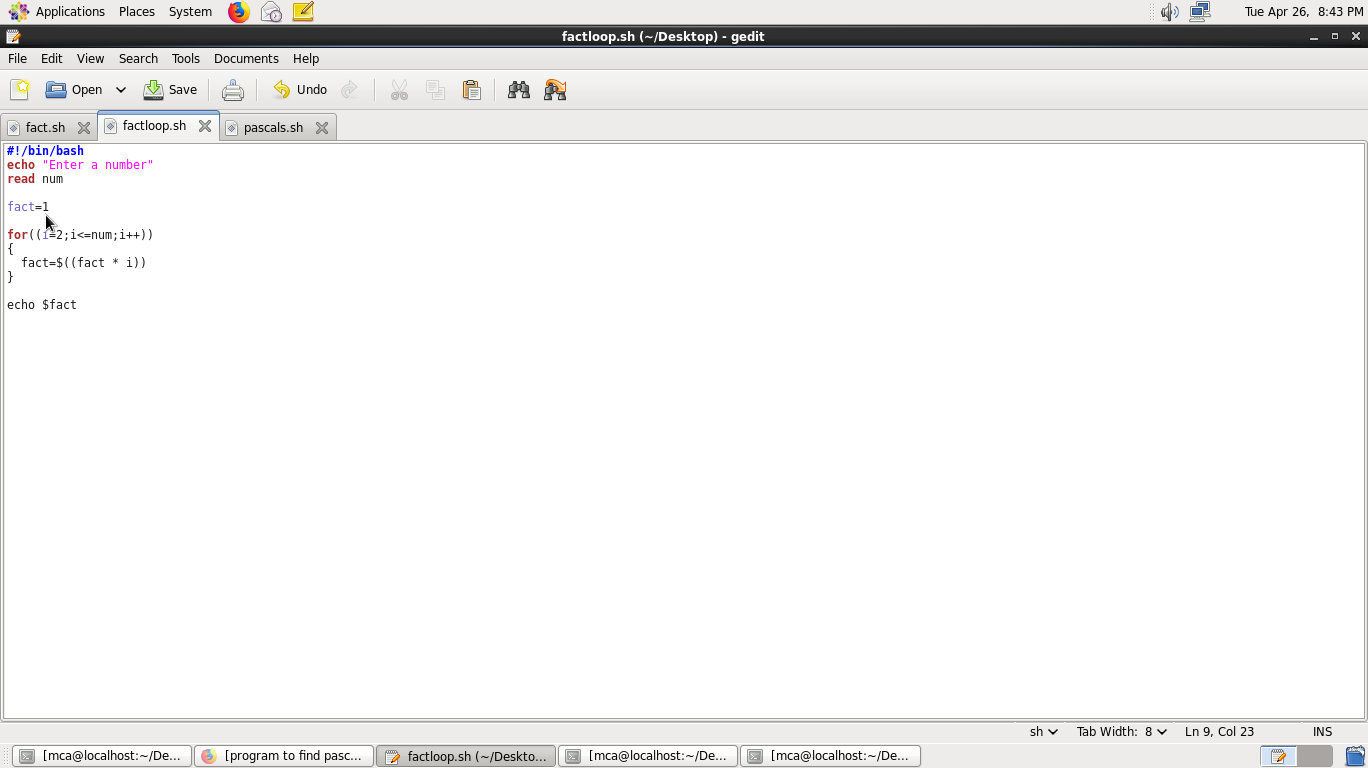 Applications Places System Tue Apr 26, 8:43 PM
factloop.sh (~/Desktop) - gedit
File Edit View Search Tools Documents Help
Open Save Undo
fact.sh factloop.sh pascals.sh
#!/bin/bash
echo "Enter a number"
read num
fact=1
for((i=2;i<=num;i++))
{
fact=$((fact * i))
}
echo $fact
sh Tab Width: 8 Ln 9, Col 23 INS
[mca@localhost:~/De... [program to find pasc... factloop.sh (~/Deskto... [mca@localhost:~/De... [mca@localhost:~/De...